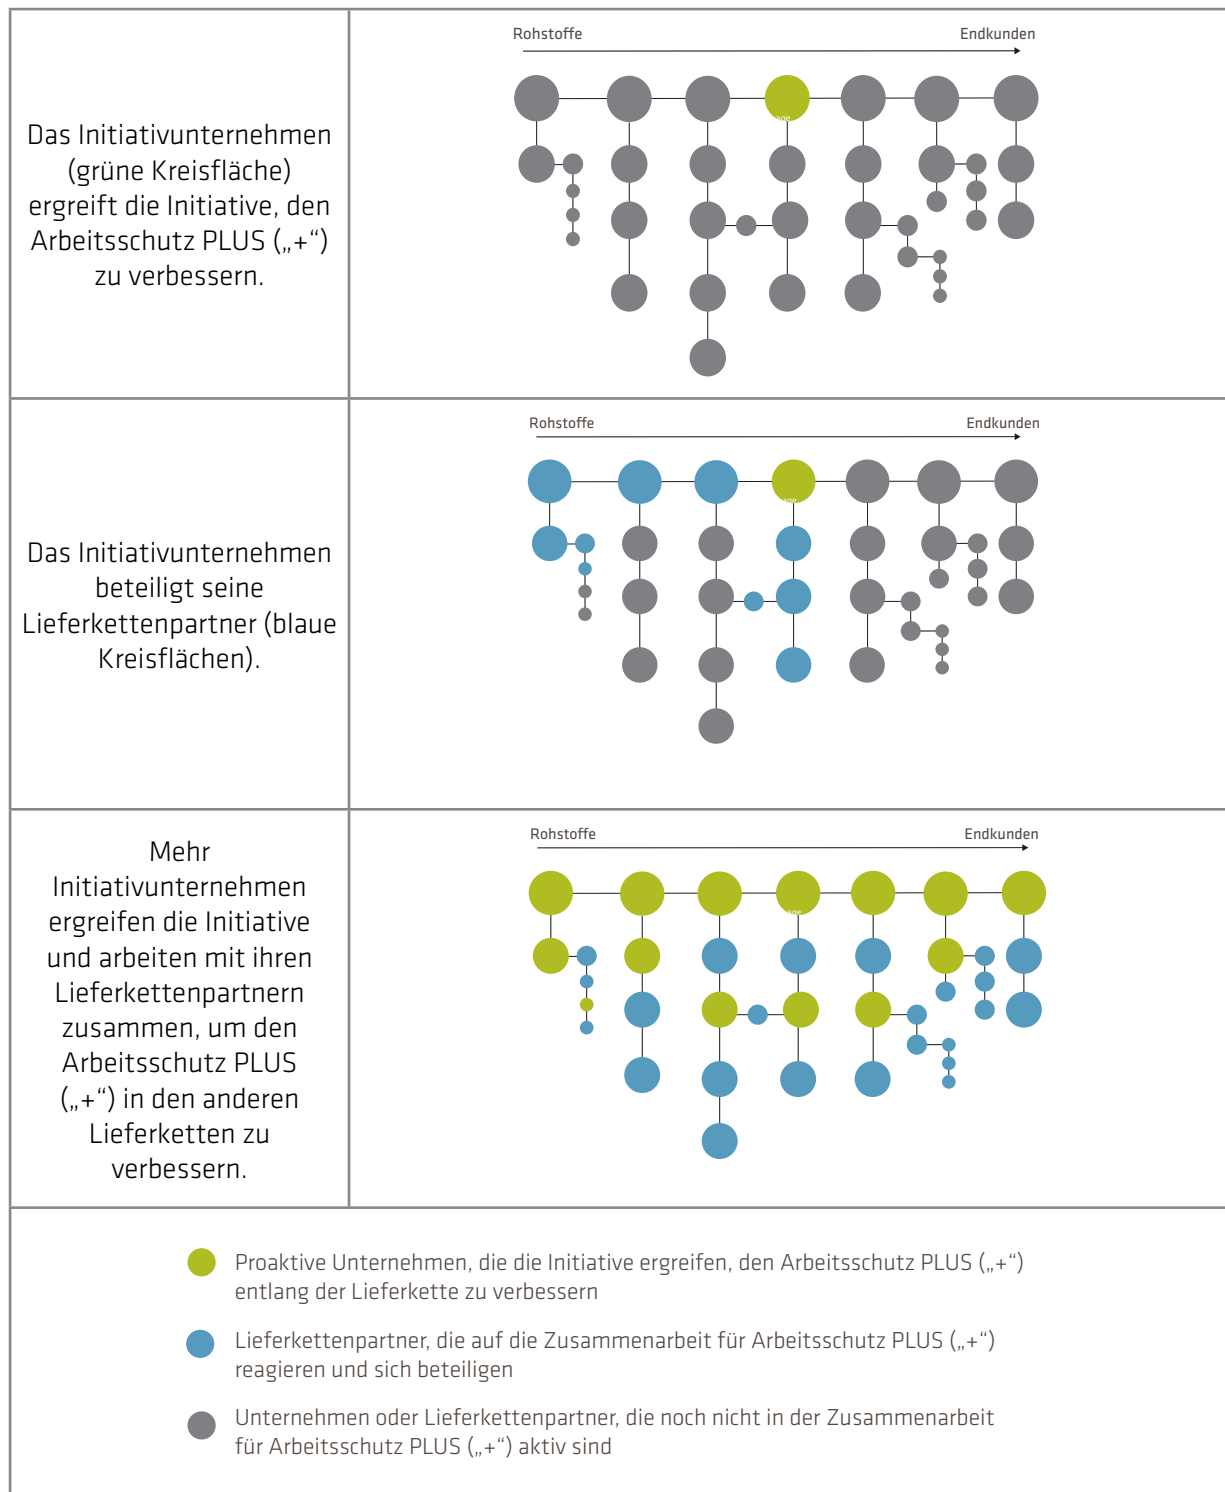 Rohstoffe Endkunden
Das Initiativunternehmen
(grüne Kreisfläche)
ergreift die Initiative, den
Arbeitsschutz PLUS („+“)
zu verbessern.
Rohstoffe Endkunden
Das Initiativunternehmen
beteiligt seine
Lieferkettenpartner (blaue
Kreisflächen).
Rohstoffe Endkunden
Mehr
Initiativunternehmen
ergreifen die Initiative
und arbeiten mit ihren
Lieferkettenpartnern
zusammen, um den
Arbeitsschutz PLUS
(„+“) in den anderen
Lieferketten zu
verbessern.
Proaktive Unternehmen, die die Initiative ergreifen, den Arbeitsschutz PLUS („+“)
entlang der Lieferkette zu verbessern
Lieferkettenpartner, die auf die Zusammenarbeit für Arbeitsschutz PLUS („+“)
reagieren und sich beteiligen
Unternehmen oder Lieferkettenpartner, die noch nicht in der Zusammenarbeit
für Arbeitsschutz PLUS („+“) aktiv sind